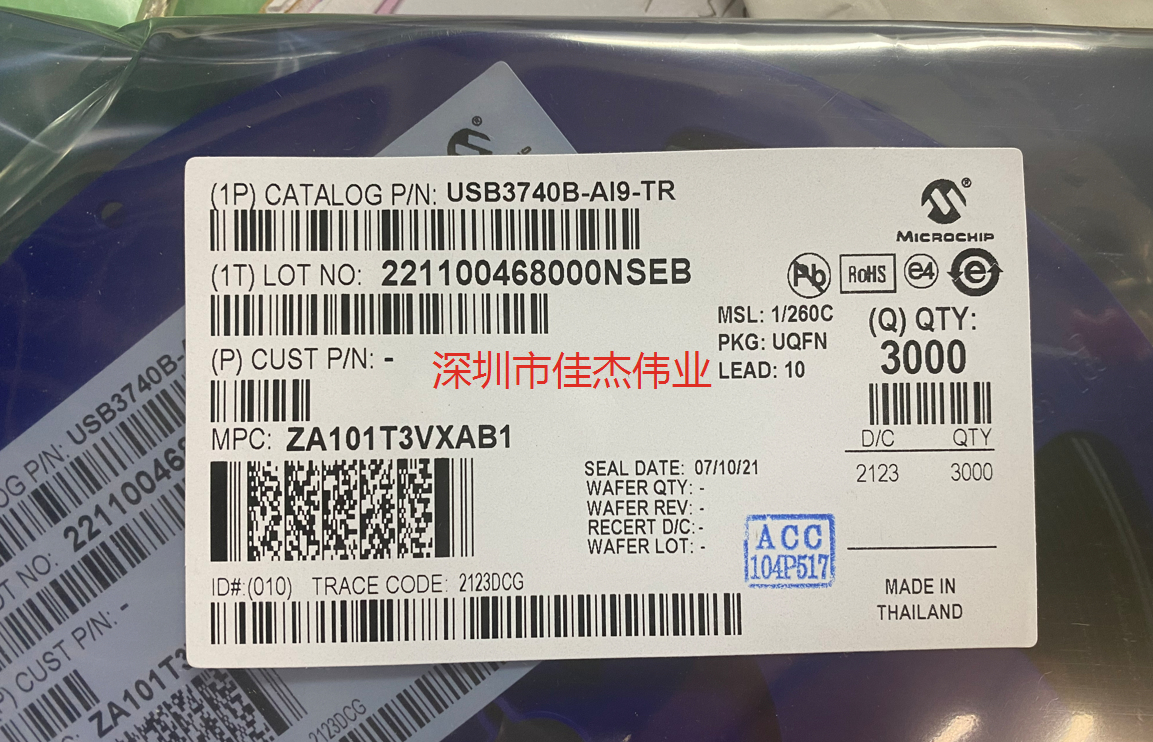 (1P) CATALOG P/N: USB3740B-AI9-TR
MICROCHIP
(1T) LOT NO: 221100468000NSEB
Pb
RoHS
e4
e
MSL: 1/260C
PKG: UQFN
LEAD: 10
(Q) QTY:
3000
(P) CUST P/N: -
深圳市佳杰伟业
MPC: ZA101T3VXAB1
D/C QTY
2123 3000
SEAL DATE: 07/10/21
WAFER QTY: -
WAFER REV: -
RECERT D/C:-
WAFER LOT: -
ACC
104P517
ID#:(010) TRACE CODE: 2123DCG
MADE IN
THAILAND
P/N: USB3740B-A
NO: 22110046
P) CUST P/N: -
ZA101T3
2123DCG